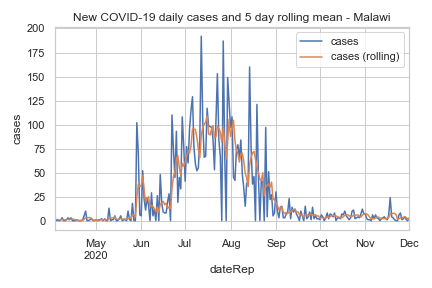 New COVID-19 daily cases and 5 day rolling mean - Malawi
200
175
150
125
100
75
50
25
0
cases
cases
cases (rolling)
May
2020
Jun
Jul
Aug
Sep
Oct
Nov
Dec
dateRep